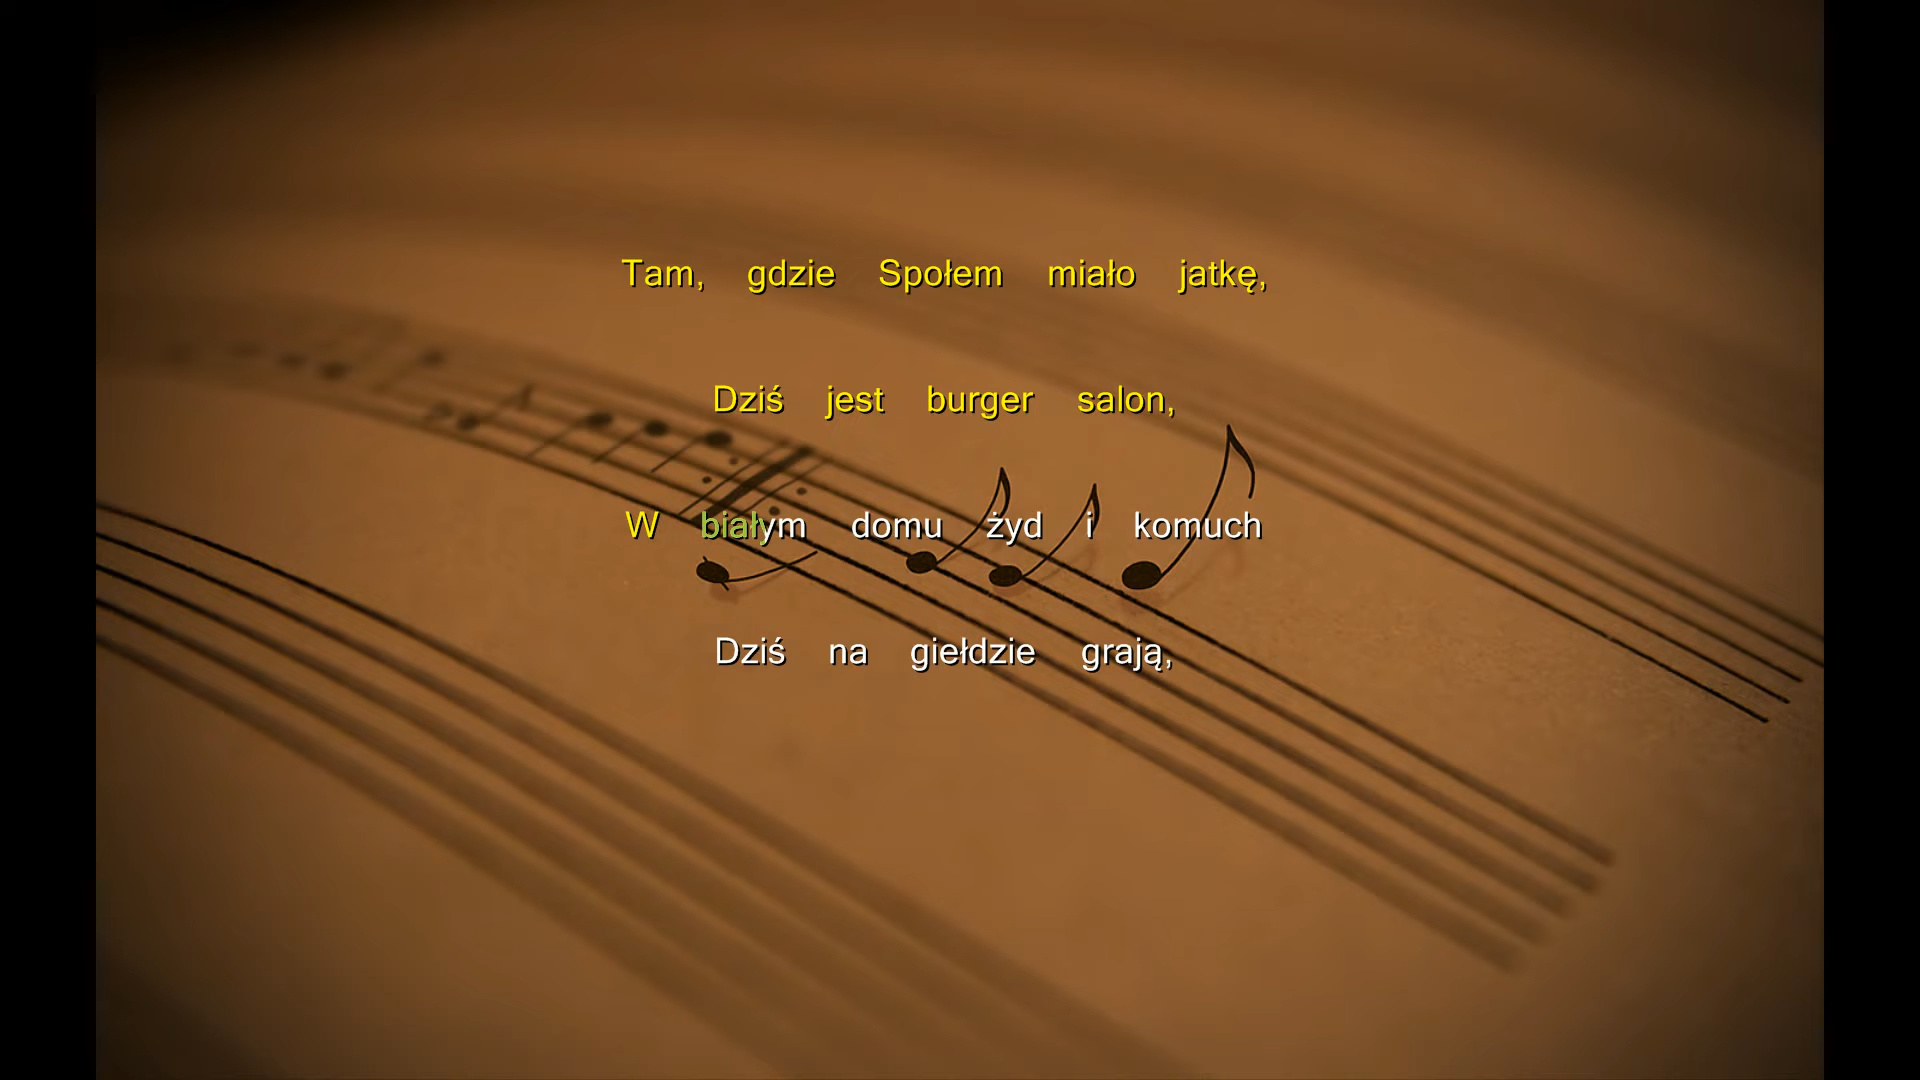 Tam, gdzie Społem miało jatkę,
Dziś jest burger salon,
W białym domu żyd i komuch
Dziś na giełdzie grają,